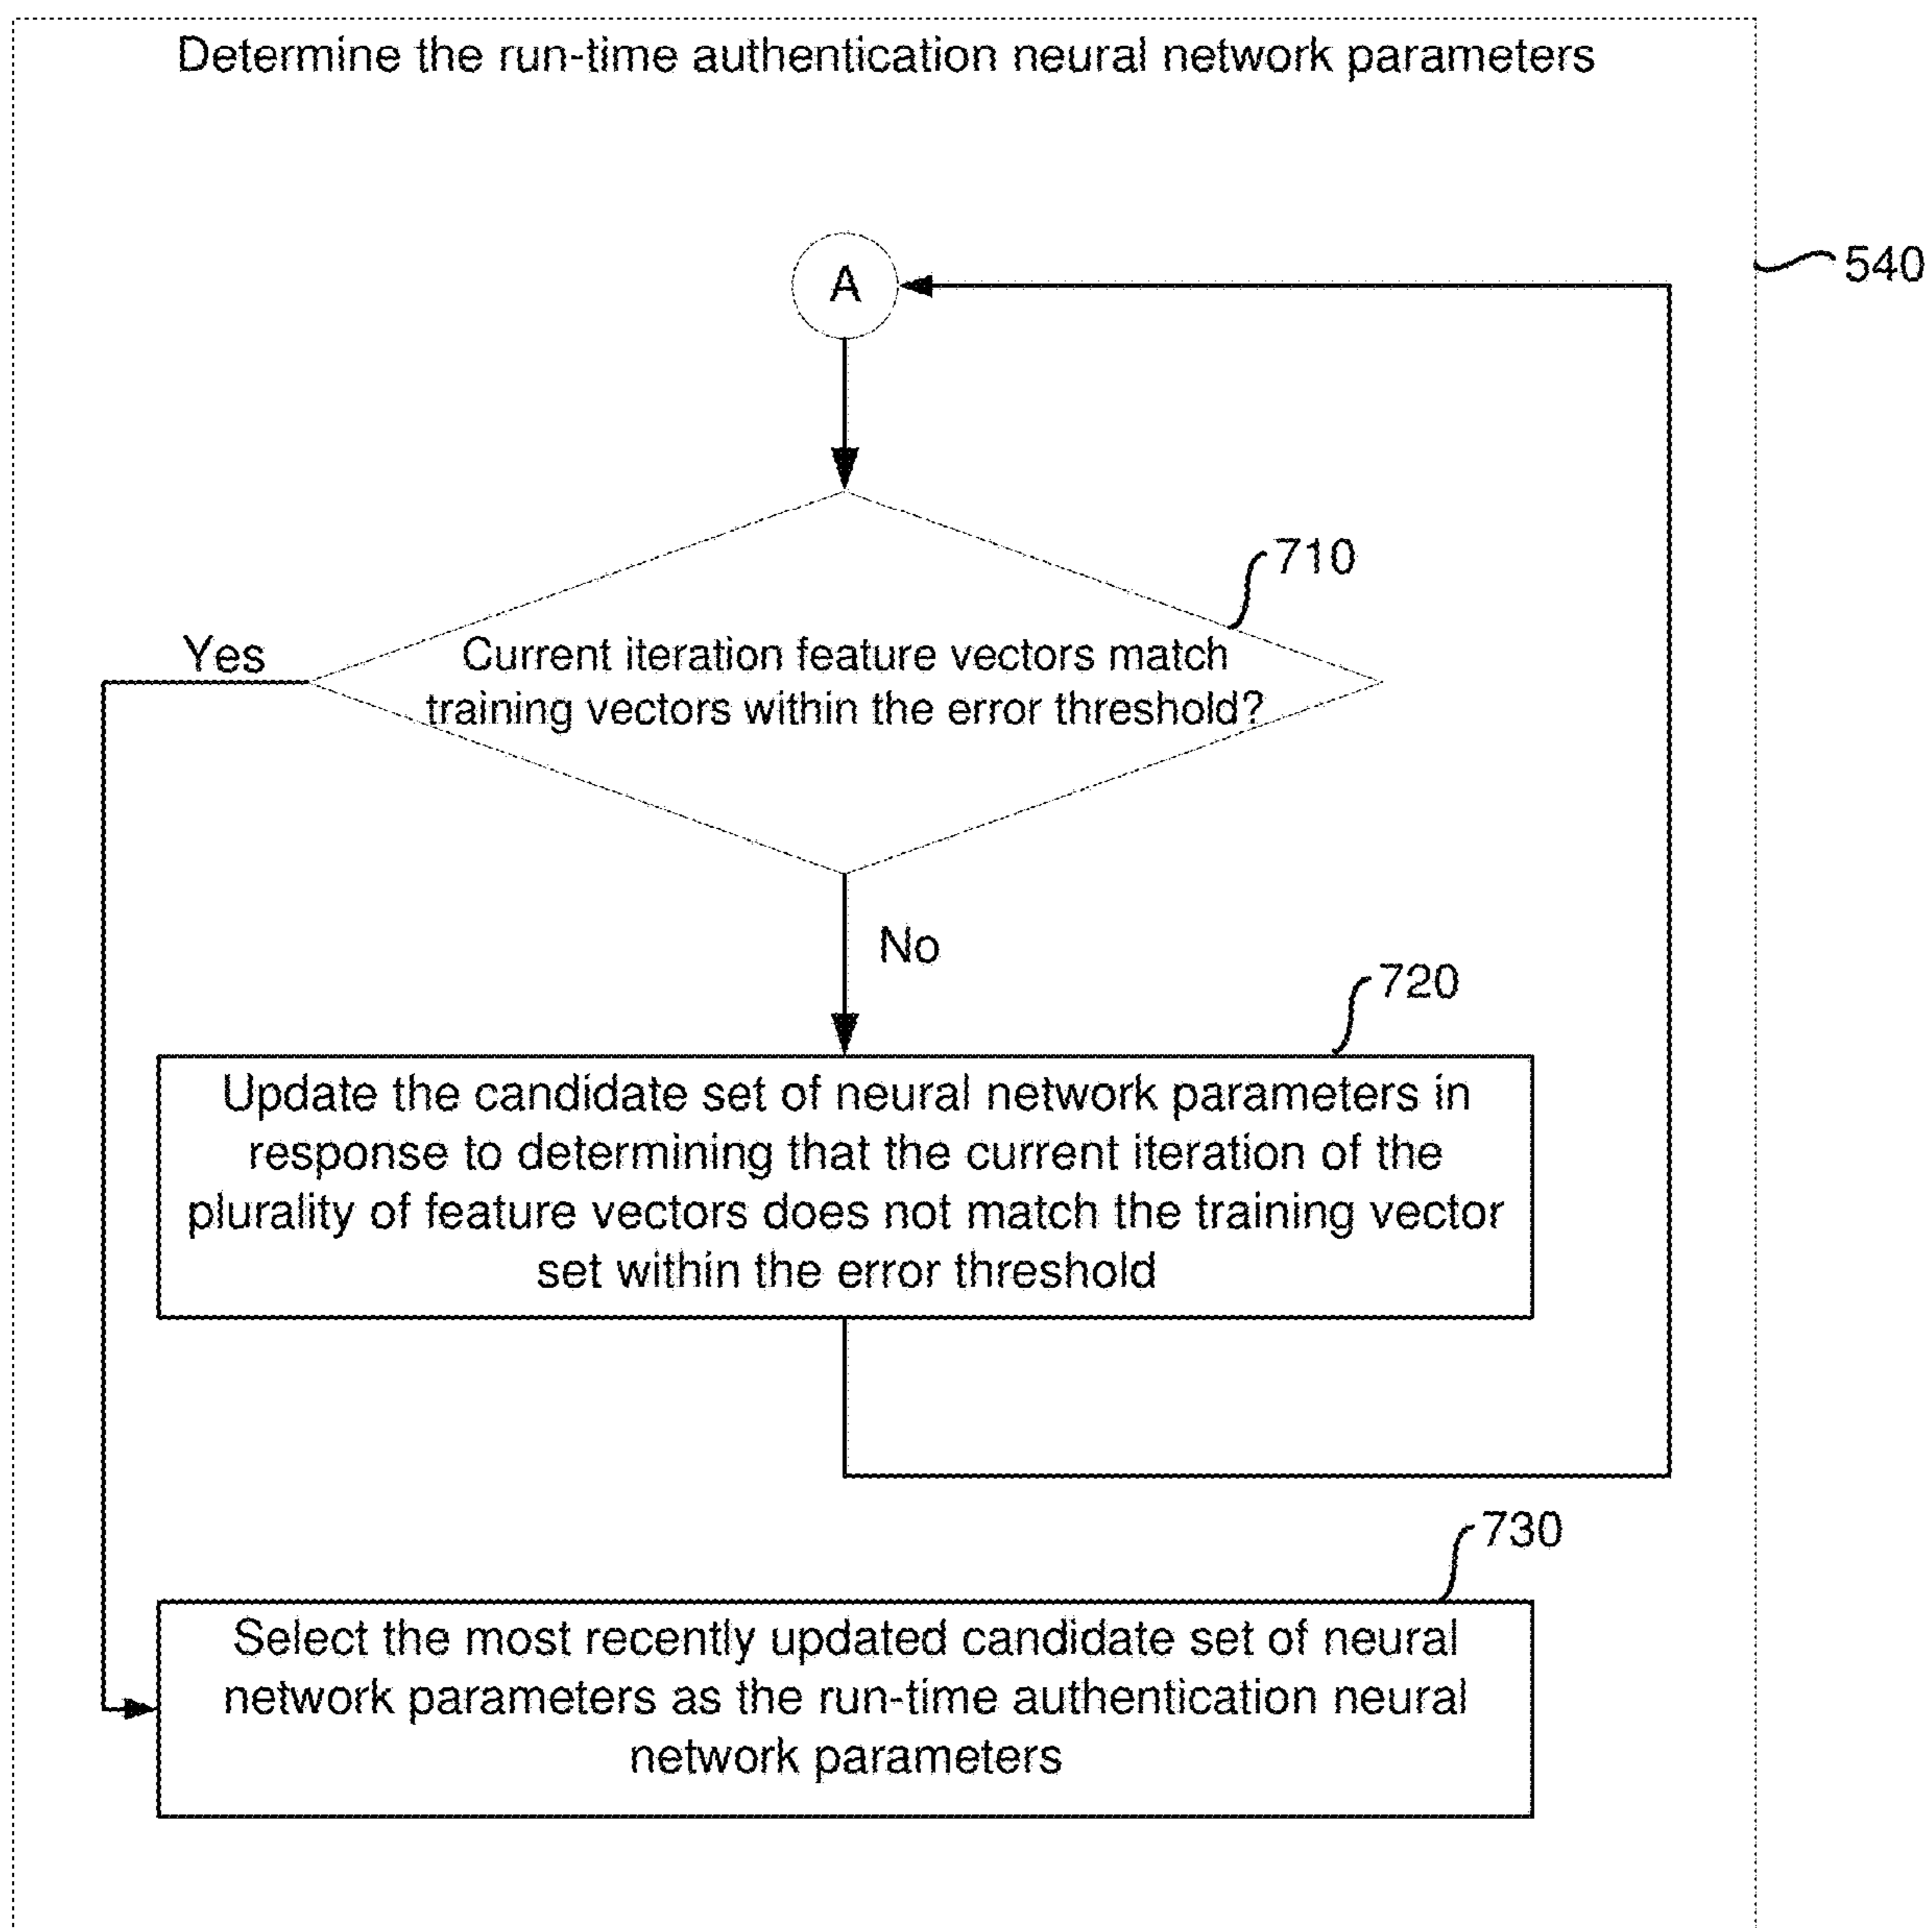 Determine the run-time authentication neural network parameters
A
540
710
Yes
Current iteration feature vectors match
training vectors within the error threshold?
No
720
Update the candidate set of neural network parameters in
response to determining that the current iteration of the
plurality of feature vectors does not match the training vector
set within the error threshold
730
Select the most recently updated candidate set of neural
network parameters as the run-time authentication neural
network parameters